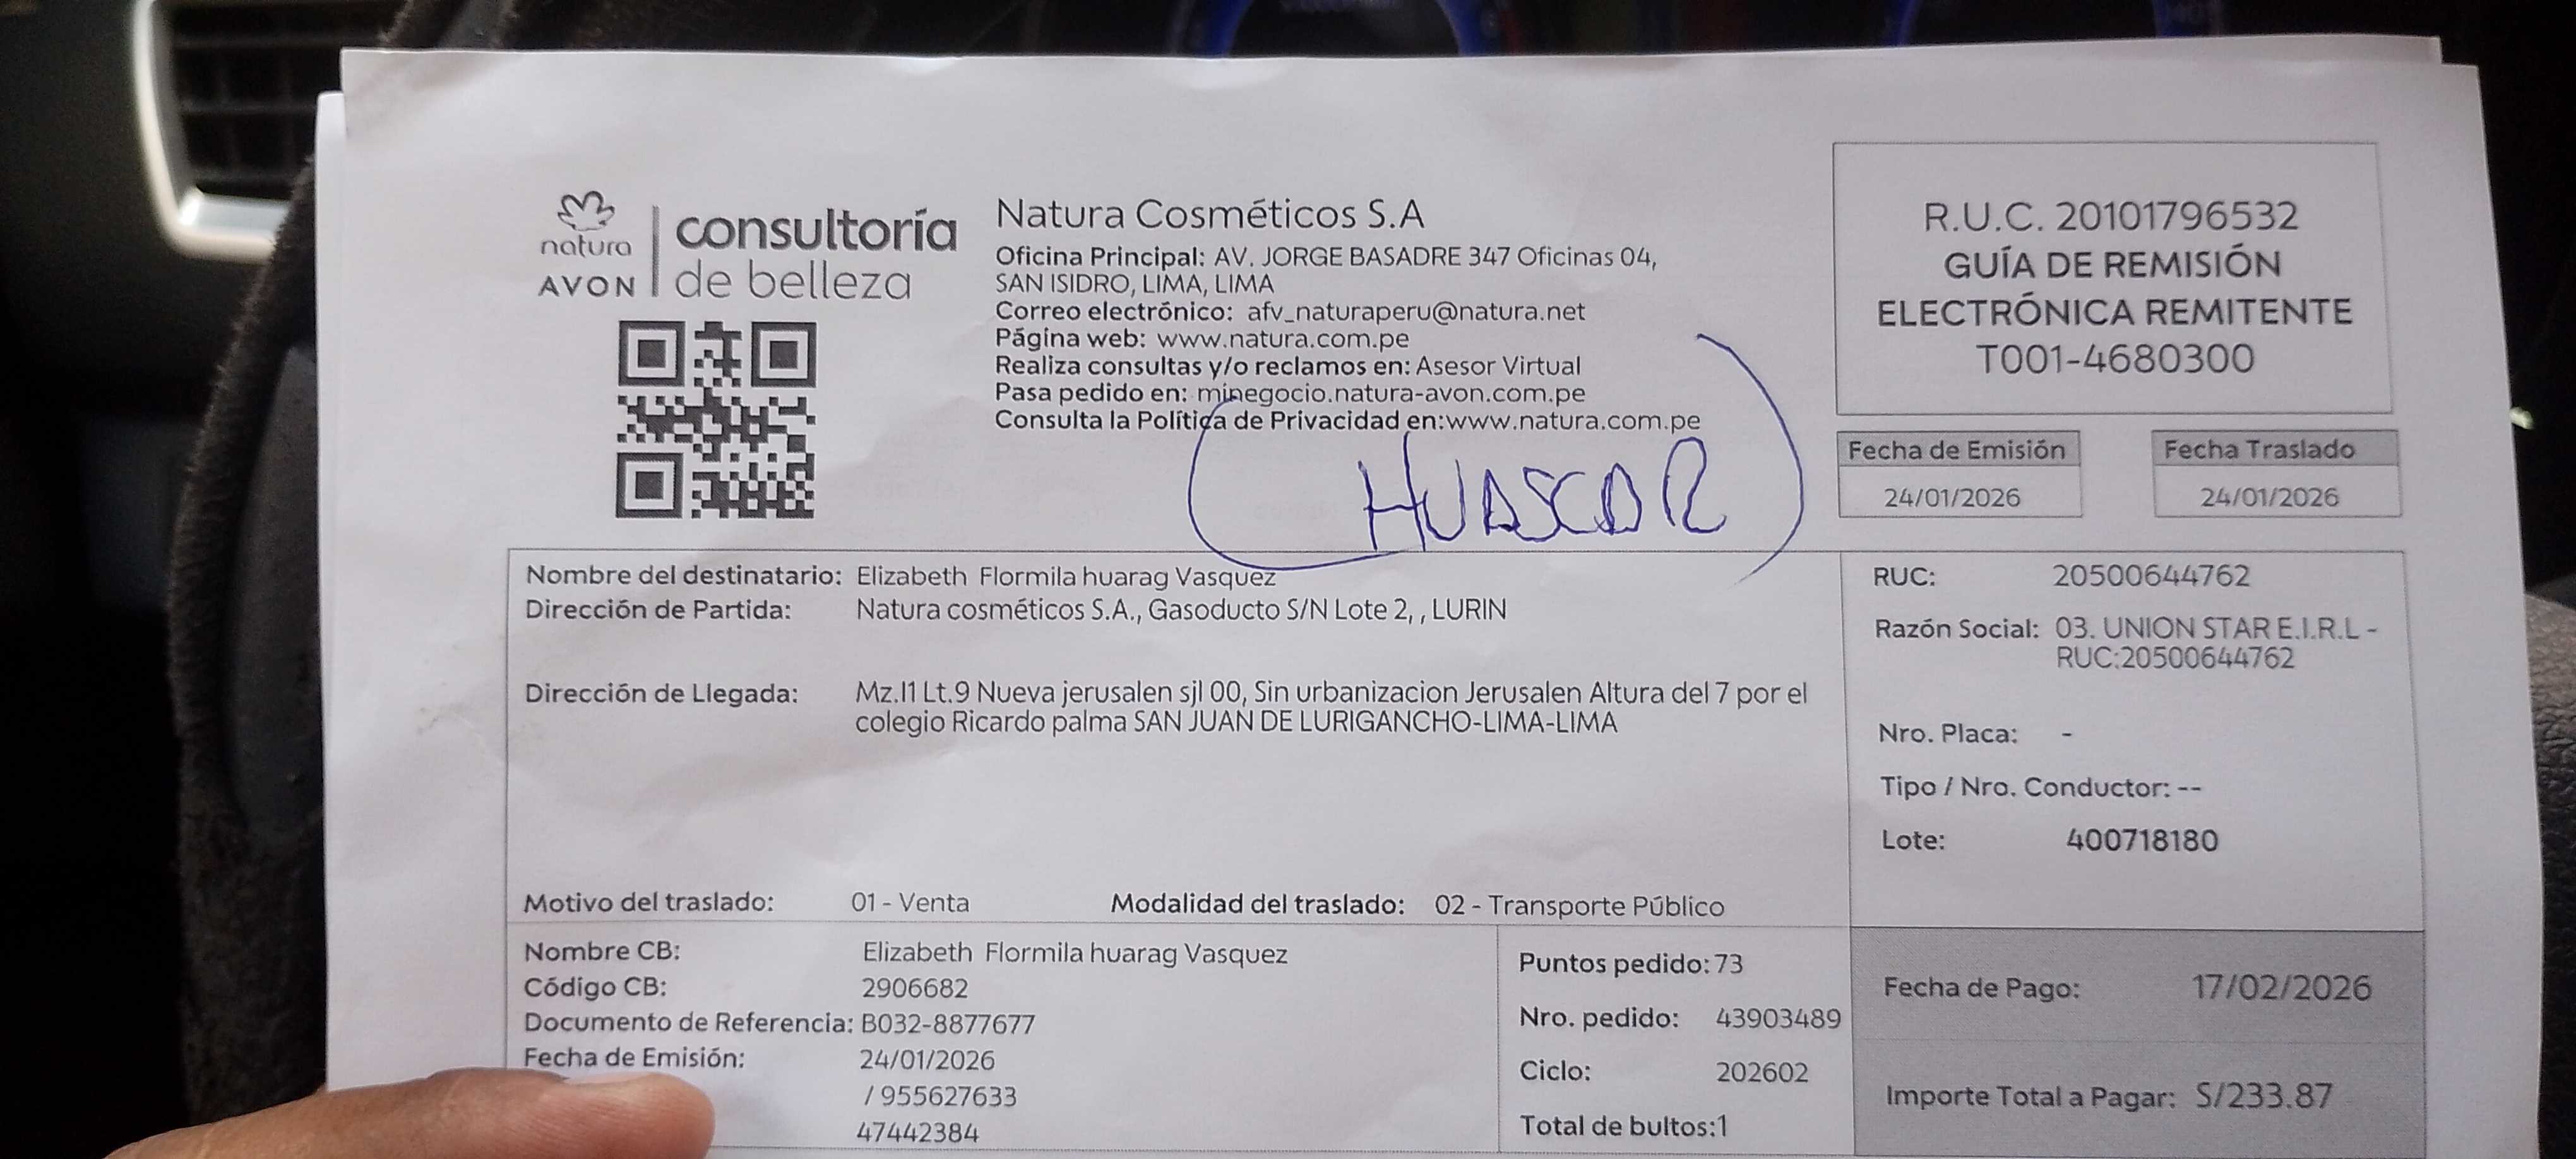 natura
AVON
consultoría
de belleza
Natura Cosméticos S.A
Oficina Principal: AV. JORGE BASADRE 347 Oficinas 04,
SAN ISIDRO, LIMA, LIMA
Correo electrónico: afv_naturaperu@natura.net
Página web: www.natura.com.pe
Realiza consultas y/o reclamos en: Asesor Virtual
Pasa pedido en: minegocio.natura-avon.com.pe
Consulta la Política de Privacidad en:www.natura.com.pe
HUASCAR
R.U.C. 20101796532
GUÍA DE REMISIÓN
ELECTRÓNICA REMITENTE
T001-4680300
Fecha de Emisión
24/01/2026
Fecha Traslado
24/01/2026
Nombre del destinatario: Elizabeth Flormila huarag Vasquez
Dirección de Partida: Natura cosméticos S.A., Gasoducto S/N Lote 2, , LURIN
Dirección de Llegada: Mz.I1 Lt.9 Nueva jerusalen sjl 00, Sin urbanizacion Jerusalen Altura del 7 por el
colegio Ricardo palma SAN JUAN DE LURIGANCHO-LIMA-LIMA
Motivo del traslado: 01 - Venta Modalidad del traslado: 02 - Transporte Público
RUC: 20500644762
Razón Social: 03. UNION STAR E.I.R.L -
RUC:20500644762
Nro. Placa: -
Tipo / Nro. Conductor: --
Lote: 400718180
Nombre CB: Elizabeth Flormila huarag Vasquez
Código CB: 2906682
Documento de Referencia: B032-8877677
Fecha de Emisión: 24/01/2026
/ 955627633
47442384
Puntos pedido: 73
Nro. pedido: 43903489
Ciclo: 202602
Total de bultos:1
Fecha de Pago: 17/02/2026
Importe Total a Pagar: S/233.87